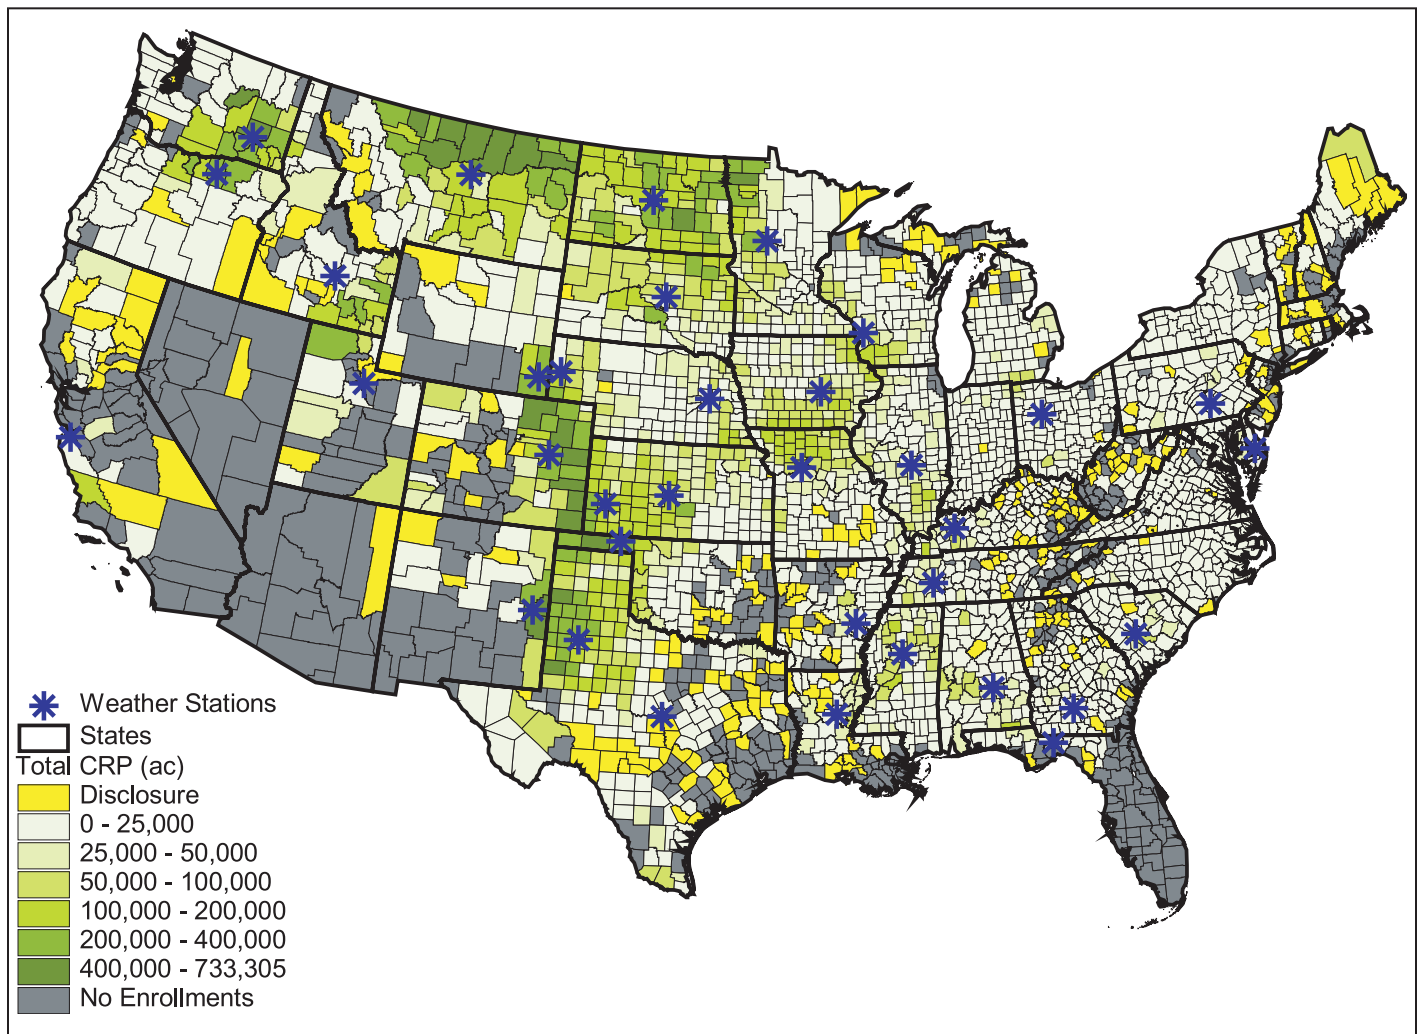 Weather Stations
States
Total CRP (ac)
Disclosure
0 - 25,000
25,000 - 50,000
50,000 - 100,000
100,000 - 200,000
200,000 - 400,000
400,000 - 733,305
No Enrollments